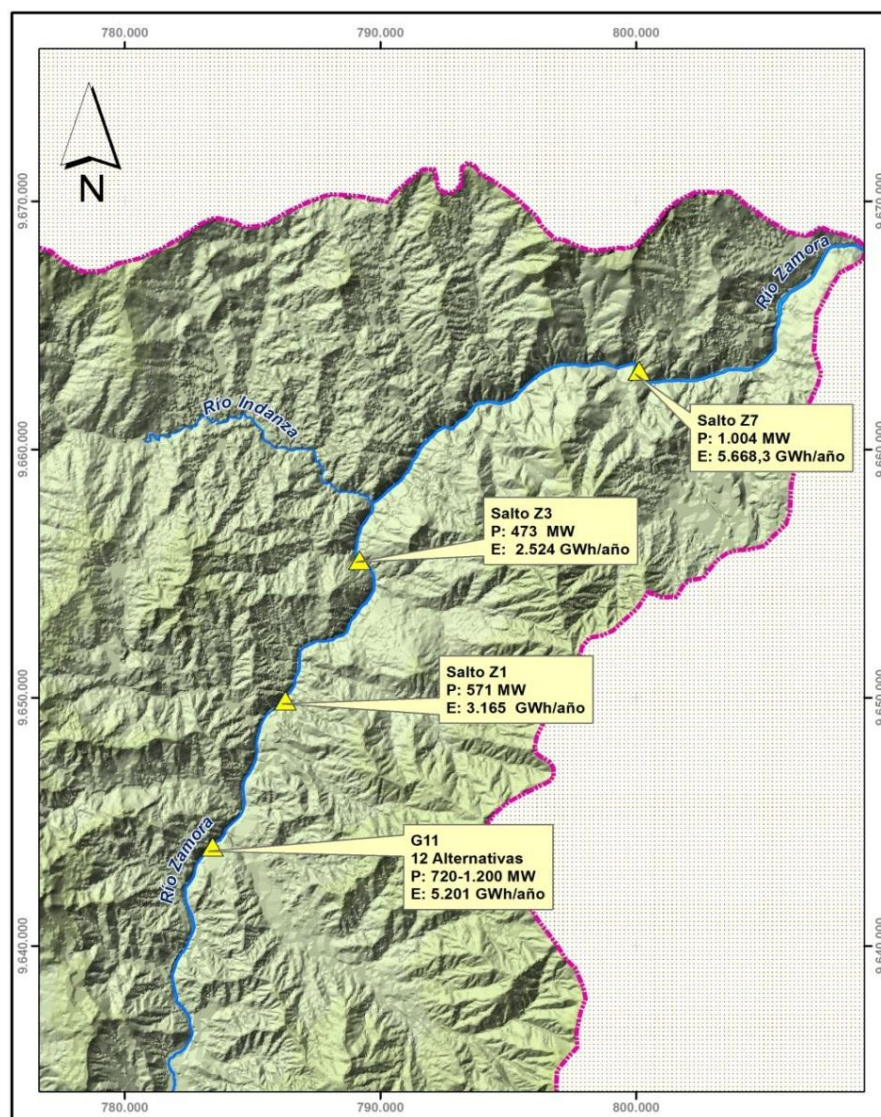 780.000
790.000
800.000
N
9.670.000
9.670.000
Río Zamora
Río Indanza
Salto Z7
P: 1.004 MW
E: 5.668,3 GWh/año
9.660.000
9.660.000
Salto Z3
P: 473 MW
E: 2.524 GWh/año
Salto Z1
P: 571 MW
E: 3.165 GWh/año
9.650.000
9.650.000
Río Zamora
G11
12 Alternativas
P: 720-1.200 MW
E: 5.201 GWh/año
9.640.000
9.640.000
780.000
790.000
800.000